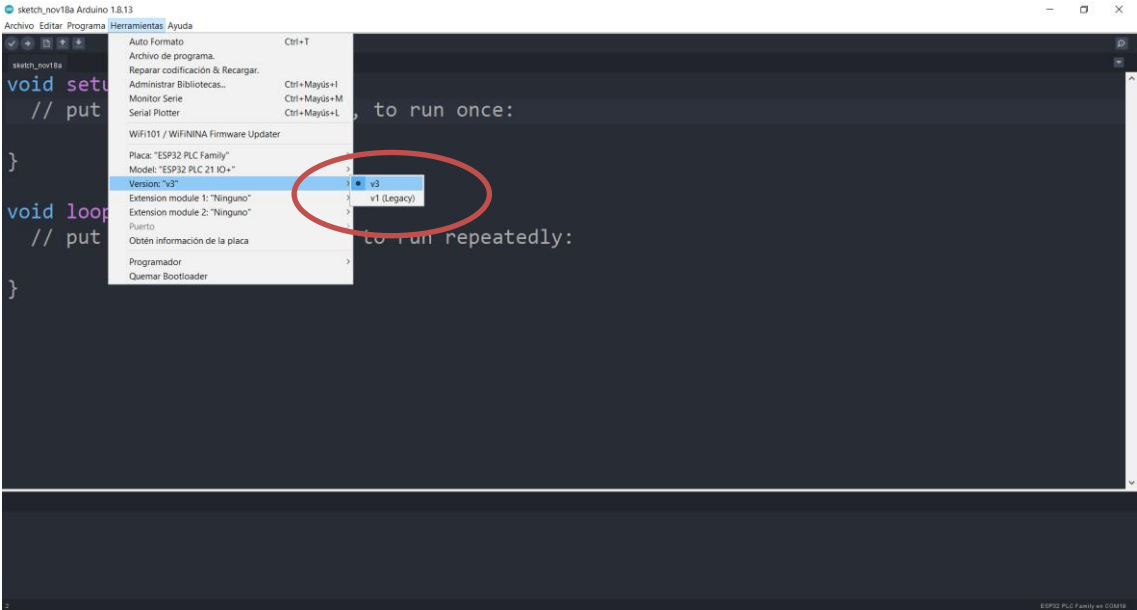 sketch_nov18a Arduino 1.8.13
Archivo Editar Programa Herramientas Ayuda
sketch_nov18a
Auto Formato Ctrl+T
Archivo de programa.
Reparar codificación & Recargar.
Administrar Bibliotecas... Ctrl+Mayús+I
Monitor Serie Ctrl+Mayús+M
Serial Plotter Ctrl+Mayús+L
WiFi101 / WiFiNINA Firmware Updater
Placa: "ESP32 PLC Family"
Model: "ESP32 PLC 21 IO+"
Version: "v3"
v3
v1 (Legacy)
Extension module 1: "Ninguno"
Extension module 2: "Ninguno"
Puerto
Obtén información de la placa
Programador
Quemar Bootloader
void setu
// put , to run once:
}
void loop
// put to run repeatedly:
}
2
ESP32 PLC Family en COM18